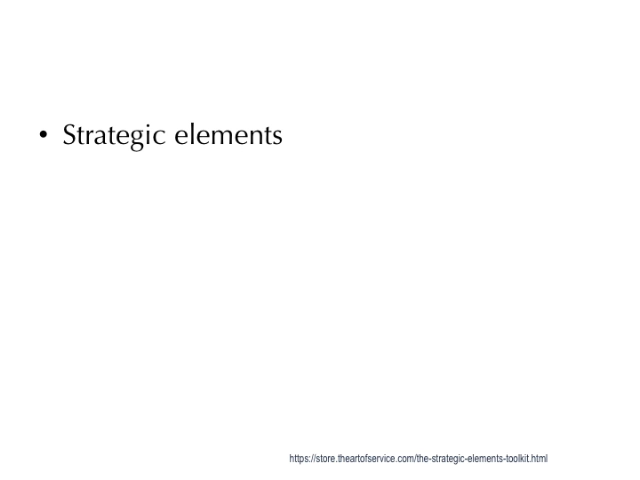 • Strategic elements
https://store.theartofservice.com/the-strategic-elements-toolkit.html